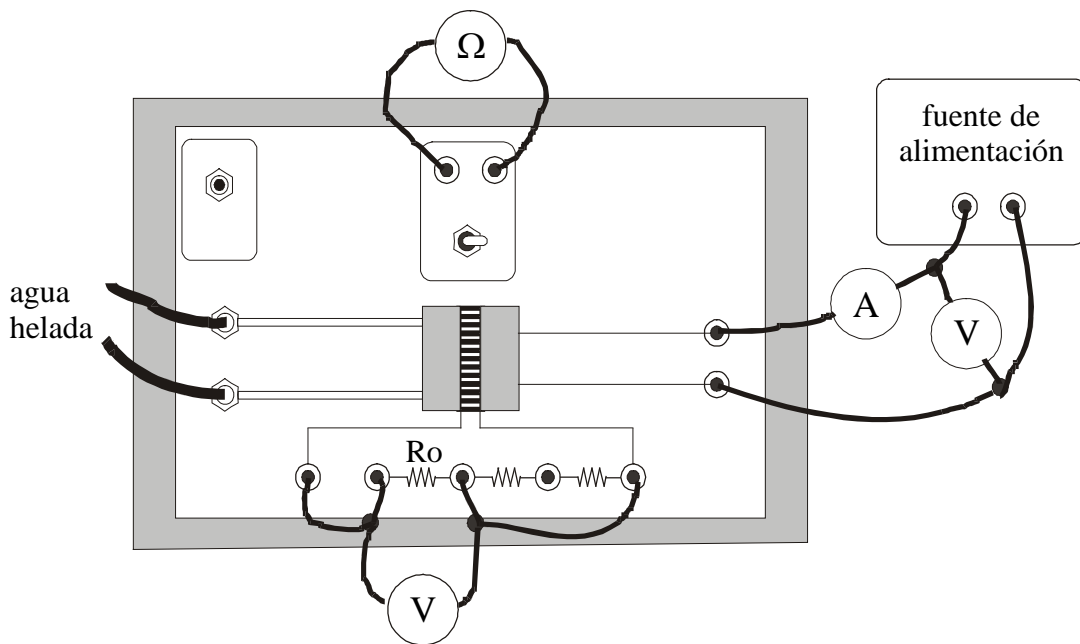 Ω
fuente de
alimentación
agua
helada
A
V
Ro
V